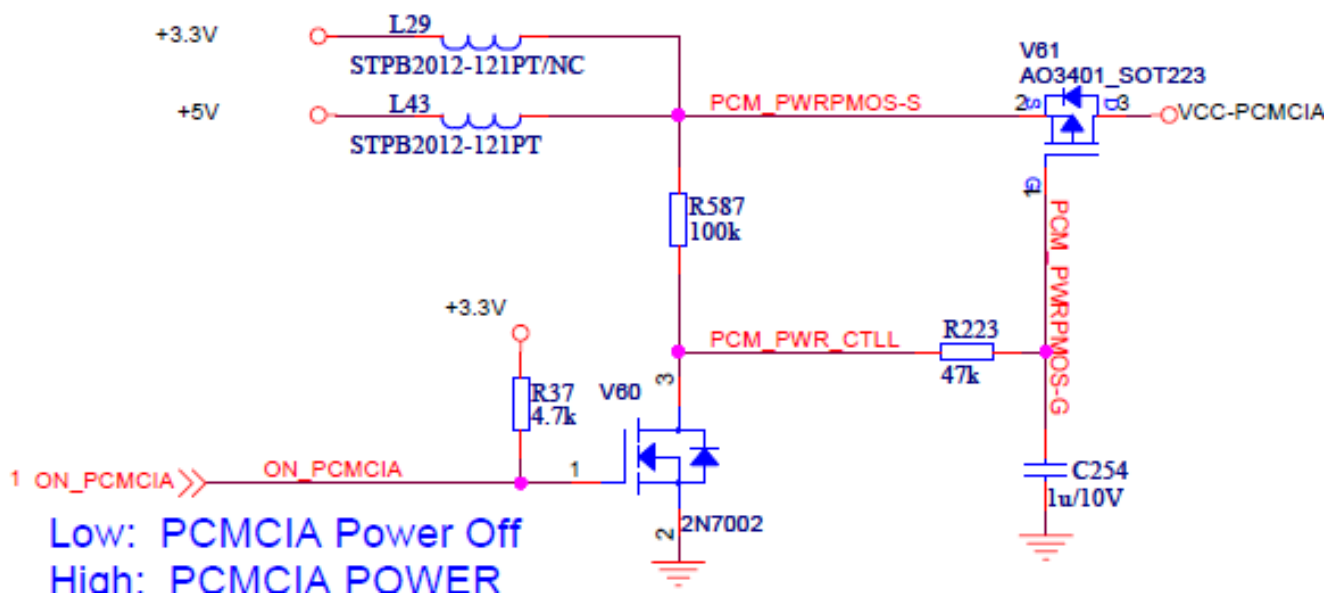 +3.3V
L29
STPB2012-121PT/NC
V61
AO3401_SOT223
+5V
L43
STPB2012-121PT
PCM_PWRPMOS-S
2
S
D
3
VCC-PCMCIA
G
1
R587
100k
PCM_PWRPMOS-G
+3.3V
PCM_PWR_CTLL
R223
47k
R37
4.7k
V60
3
1 ON_PCMCIA
ON_PCMCIA
1
C254
1u/10V
2
2N7002
Low: PCMCIA Power Off
High: PCMCIA POWER